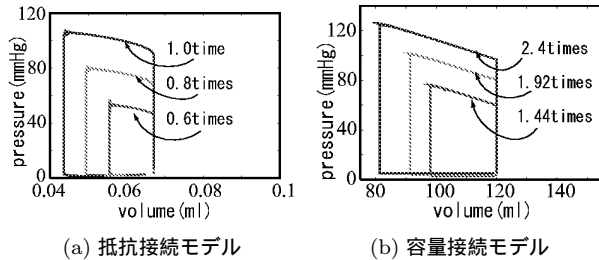 120
80
40
0
pressure(mmHg)
1.0time
0.8times
0.6times
0.04
0.06
0.08
0.1
volume(ml)
(a) 抵抗接続モデル
120
80
40
0
pressure(mmHg)
2.4times
1.92times
1.44times
80
100
120
140
volume(ml)
(b) 容量接続モデル